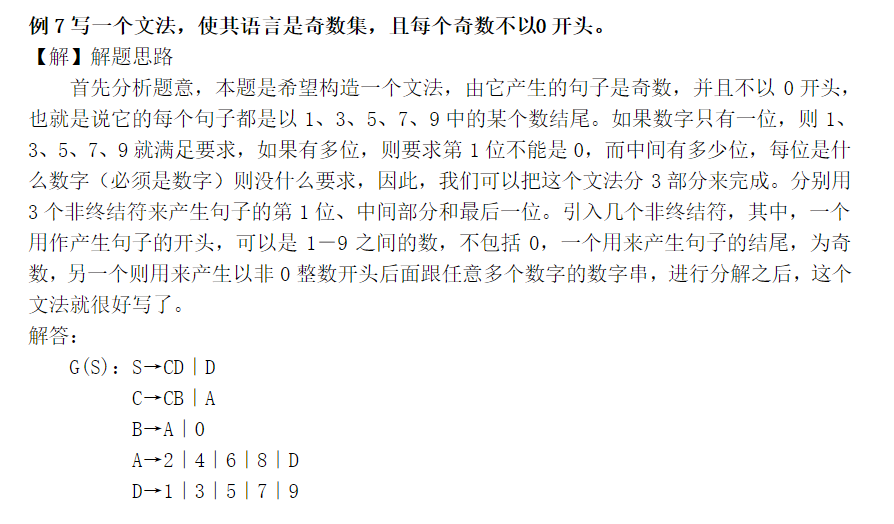 例 7 写一个文法，使其语言是奇数集，且每个奇数不以0 开头。
【解】解题思路
首先分析题意，本题是希望构造一个文法，由它产生的句子是奇数，并且不以 0 开头，
也就是说它的每个句子都是以 1、3、5、7、9 中的某个数结尾。如果数字只有一位，则 1、
3、5、7、9 就满足要求，如果有多位，则要求第 1 位不能是 0，而中间有多少位，每位是什
么数字（必须是数字）则没什么要求，因此，我们可以把这个文法分 3 部分来完成。分别用
3 个非终结符来产生句子的第 1 位、中间部分和最后一位。引入几个非终结符，其中，一个
用作产生句子的开头，可以是 1－9 之间的数，不包括 0，一个用来产生句子的结尾，为奇
数，另一个则用来产生以非 0 整数开头后面跟任意多个数字的数字串，进行分解之后，这个
文法就很好写了。
解答：
G(S)：S→CD | D
C→CB | A
B→A | 0
A→2 | 4 | 6 | 8 | D
D→1 | 3 | 5 | 7 | 9